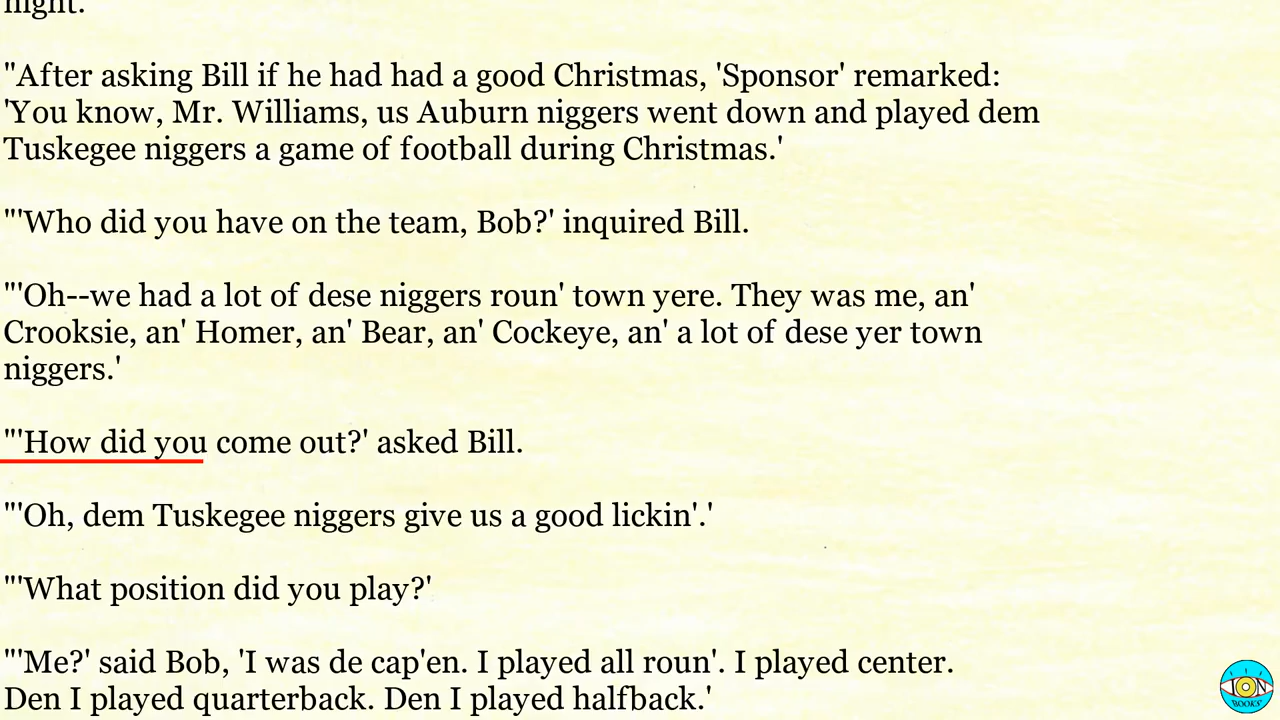 night.
"After asking Bill if he had had a good Christmas, 'Sponsor' remarked:
'You know, Mr. Williams, us Auburn niggers went down and played dem
Tuskegee niggers a game of football during Christmas.'
"'Who did you have on the team, Bob?' inquired Bill.
"'Oh--we had a lot of dese niggers roun' town yere. They was me, an'
Crooksie, an' Homer, an' Bear, an' Cockeye, an' a lot of dese yer town
niggers.'
"'How did you come out?' asked Bill.
"'Oh, dem Tuskegee niggers give us a good lickin'.'
"'What position did you play?'
"'Me?' said Bob, 'I was de cap'en. I played all roun'. I played center.
Den I played quarterback. Den I played halfback.'
ION
BOOKS